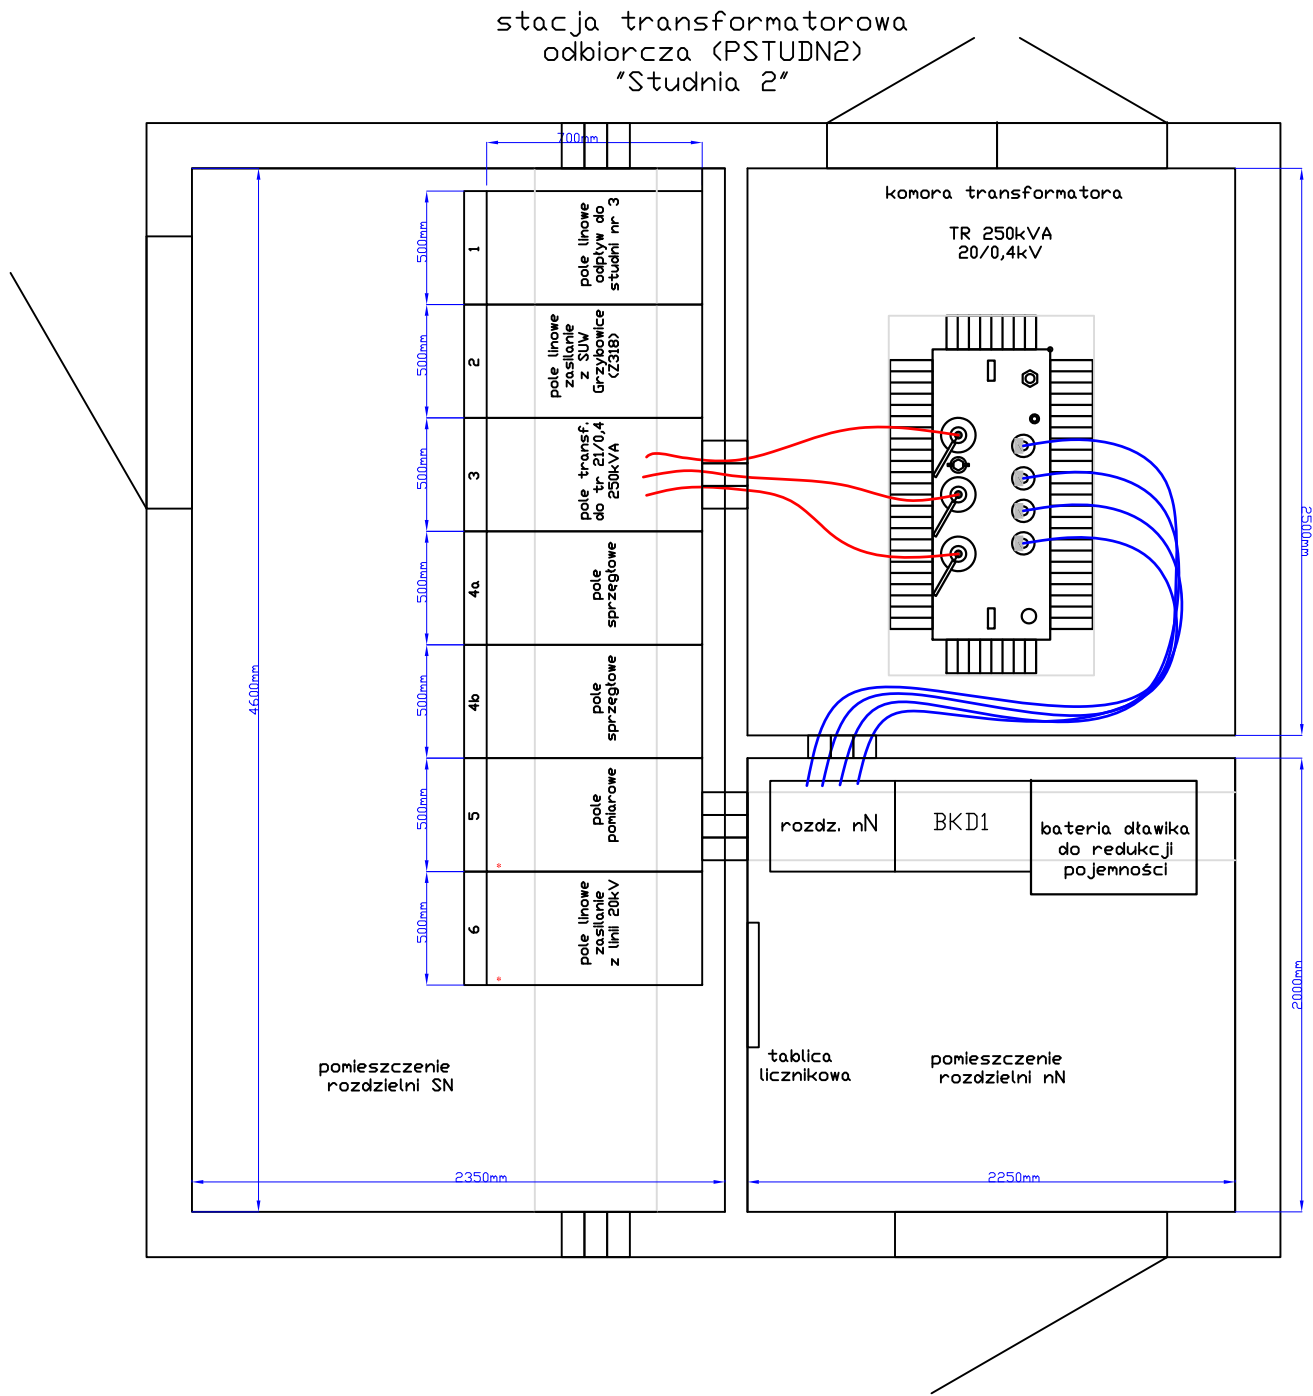 stacja transformatorowa
odbiorcza (PSTUDN2)
"Studnia 2"
700mm
komora transformatora
TR 250kVA
20/0,4kV
500mm
1
pole linowe
odpływ do
studni nr 3
500mm
2
pole linowe
zasilanie
z SUW
Grzybowice
(Z318)
500mm
3
pole transf.
do tr 21/0,4
250kVA
500mm
4a
pole
sprzęgłowe
500mm
4b
pole
sprzęgłowe
500mm
5
pole
pomiarowe
*
500mm
6
pole linowe
zasilanie
z linii 20kV
*
4600mm
2500mm
rozdz. nN
BKD1
bateria dławika
do redukcji
pojemności
2000mm
pomieszczenie
rozdzielni SN
tablica
licznikowa
pomieszczenie
rozdzielni nN
2350mm
2250mm